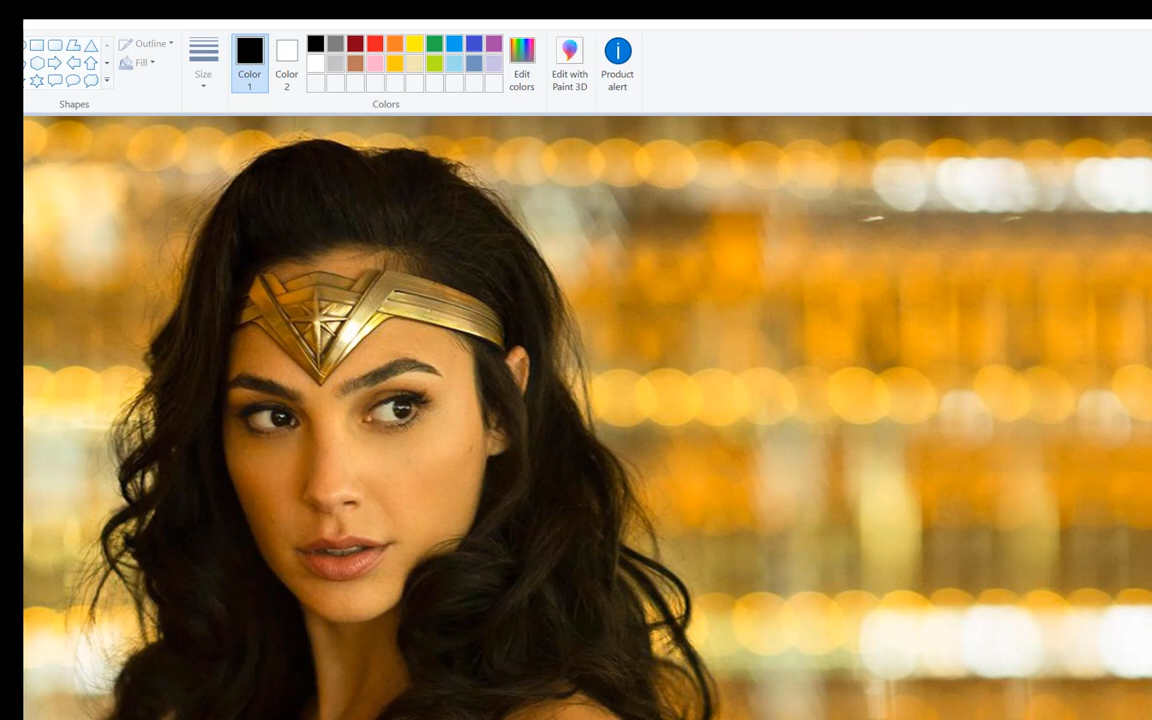 Outline
Fill
Size
Color
1
Color
2
Edit
colors
Edit with
Paint 3D
Product
alert
Shapes
Colors